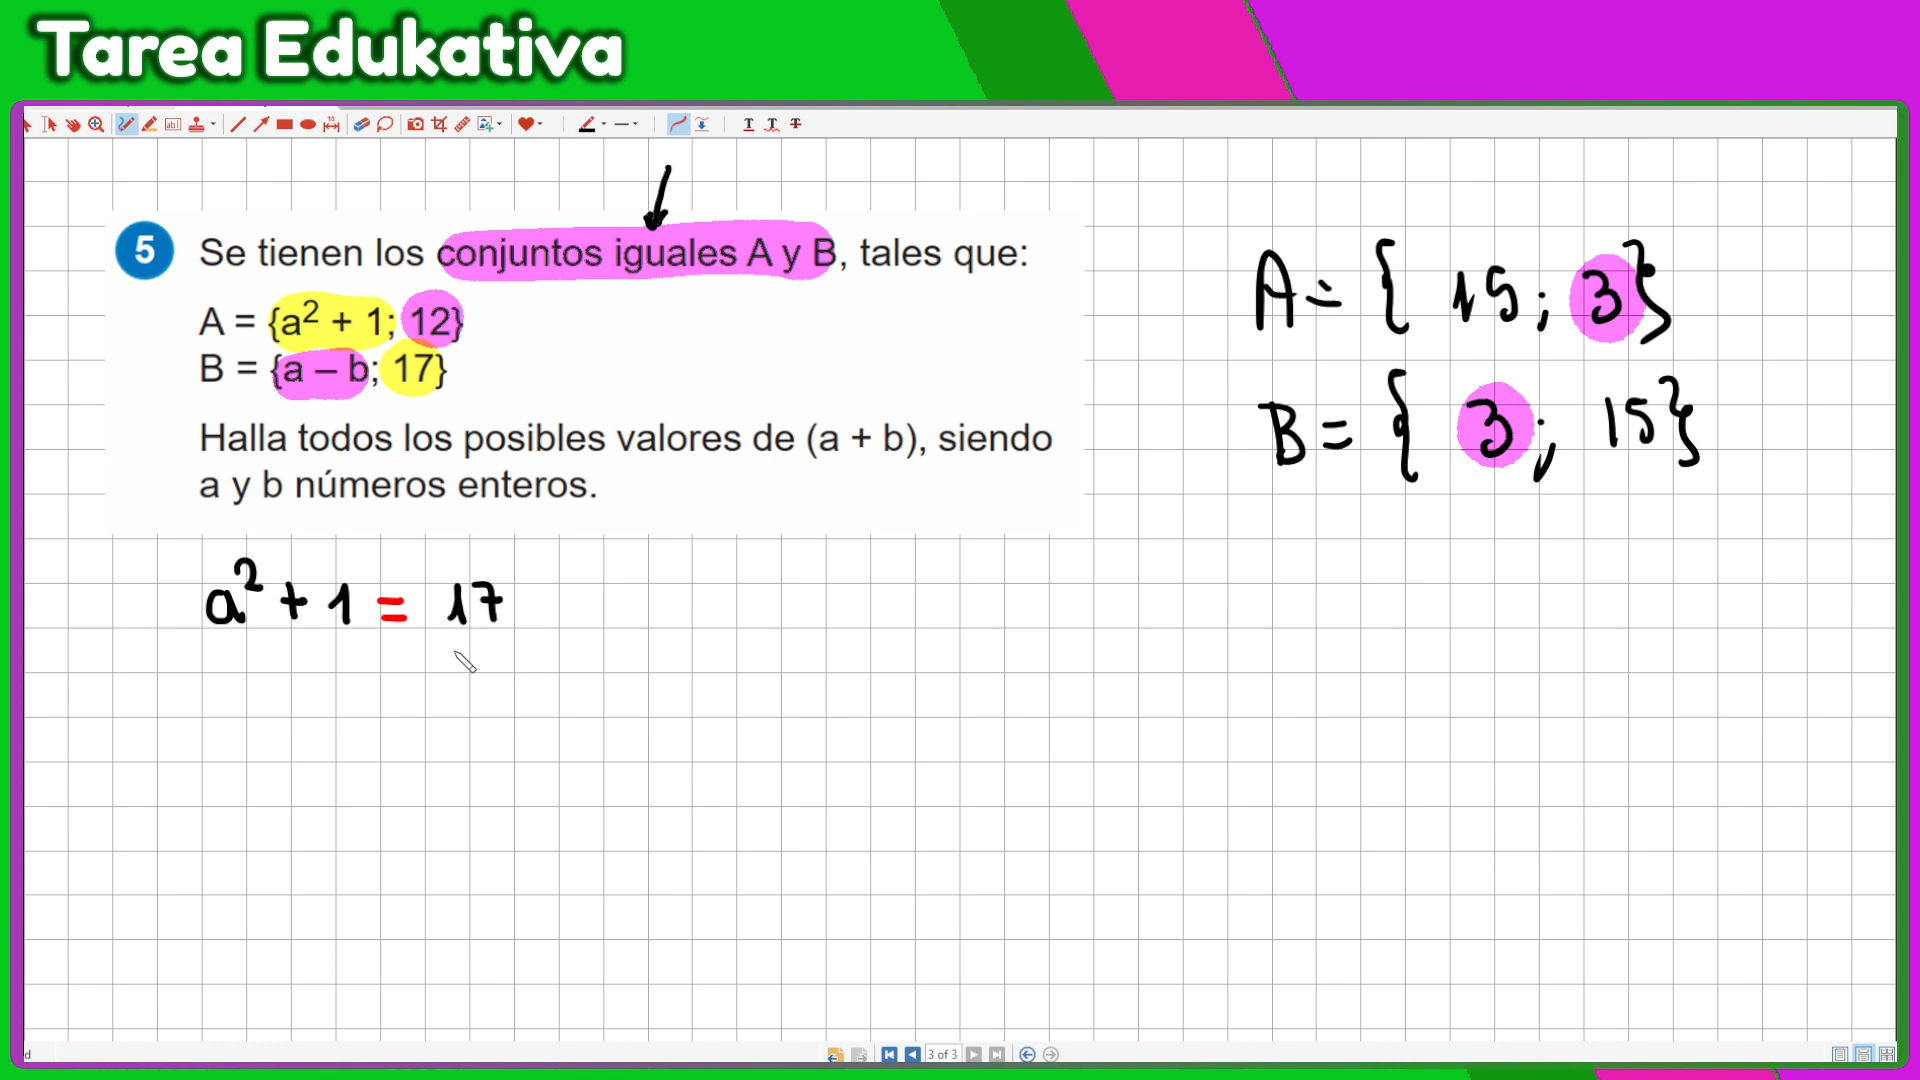 Tarea Edukativa
5 Se tienen los conjuntos iguales A y B, tales que:
A = {a² + 1; 12}
B = {a – b; 17}
Halla todos los posibles valores de (a + b), siendo
a y b números enteros.
A = { 15; 3}
B = { 3; 15}
a² + 1 = 17
3 of 3